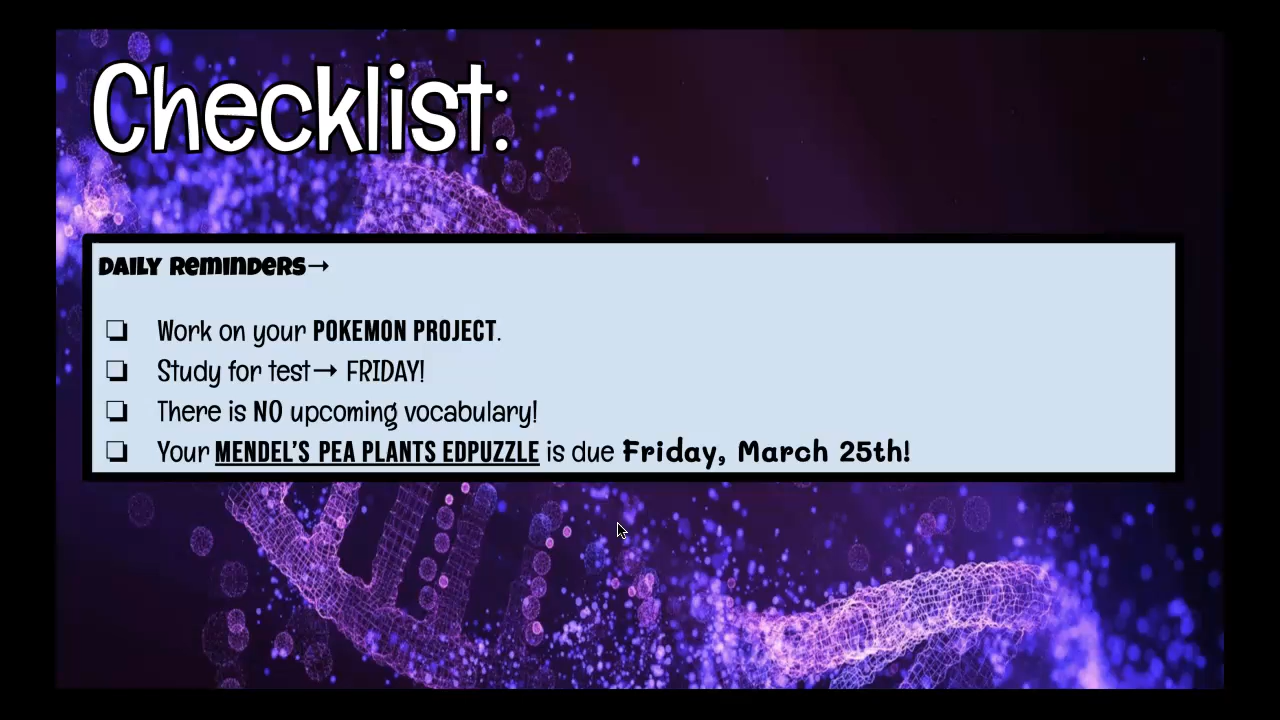 Checklist:
Daily Reminders→
❏ Work on your POKEMON PROJECT.
❏ Study for test→ FRIDAY!
❏ There is NO upcoming vocabulary!
❏ Your MENDEL'S PEA PLANTS EDPUZZLE is due Friday, March 25th!